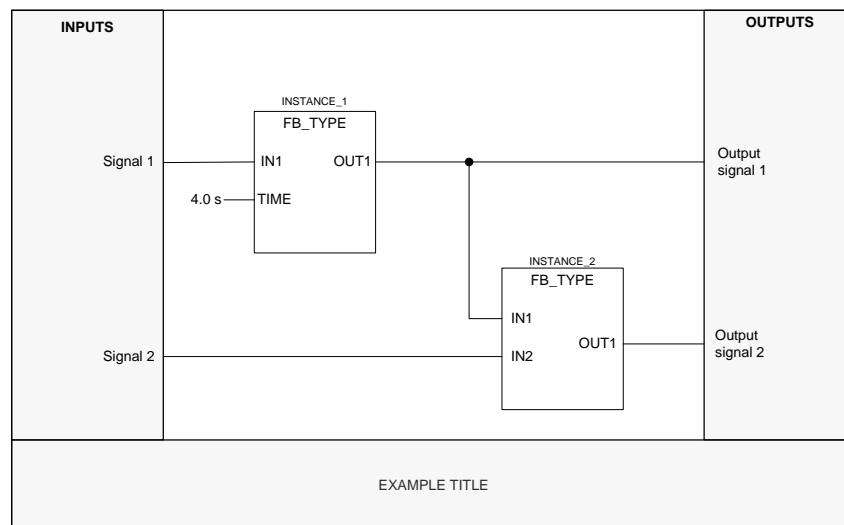 INPUTS
OUTPUTS
INSTANCE_1
FB_TYPE
Signal 1
IN1
OUT1
Output
signal 1
4.0 s
TIME
INSTANCE_2
FB_TYPE
IN1
Signal 2
IN2
OUT1
Output
signal 2
EXAMPLE TITLE